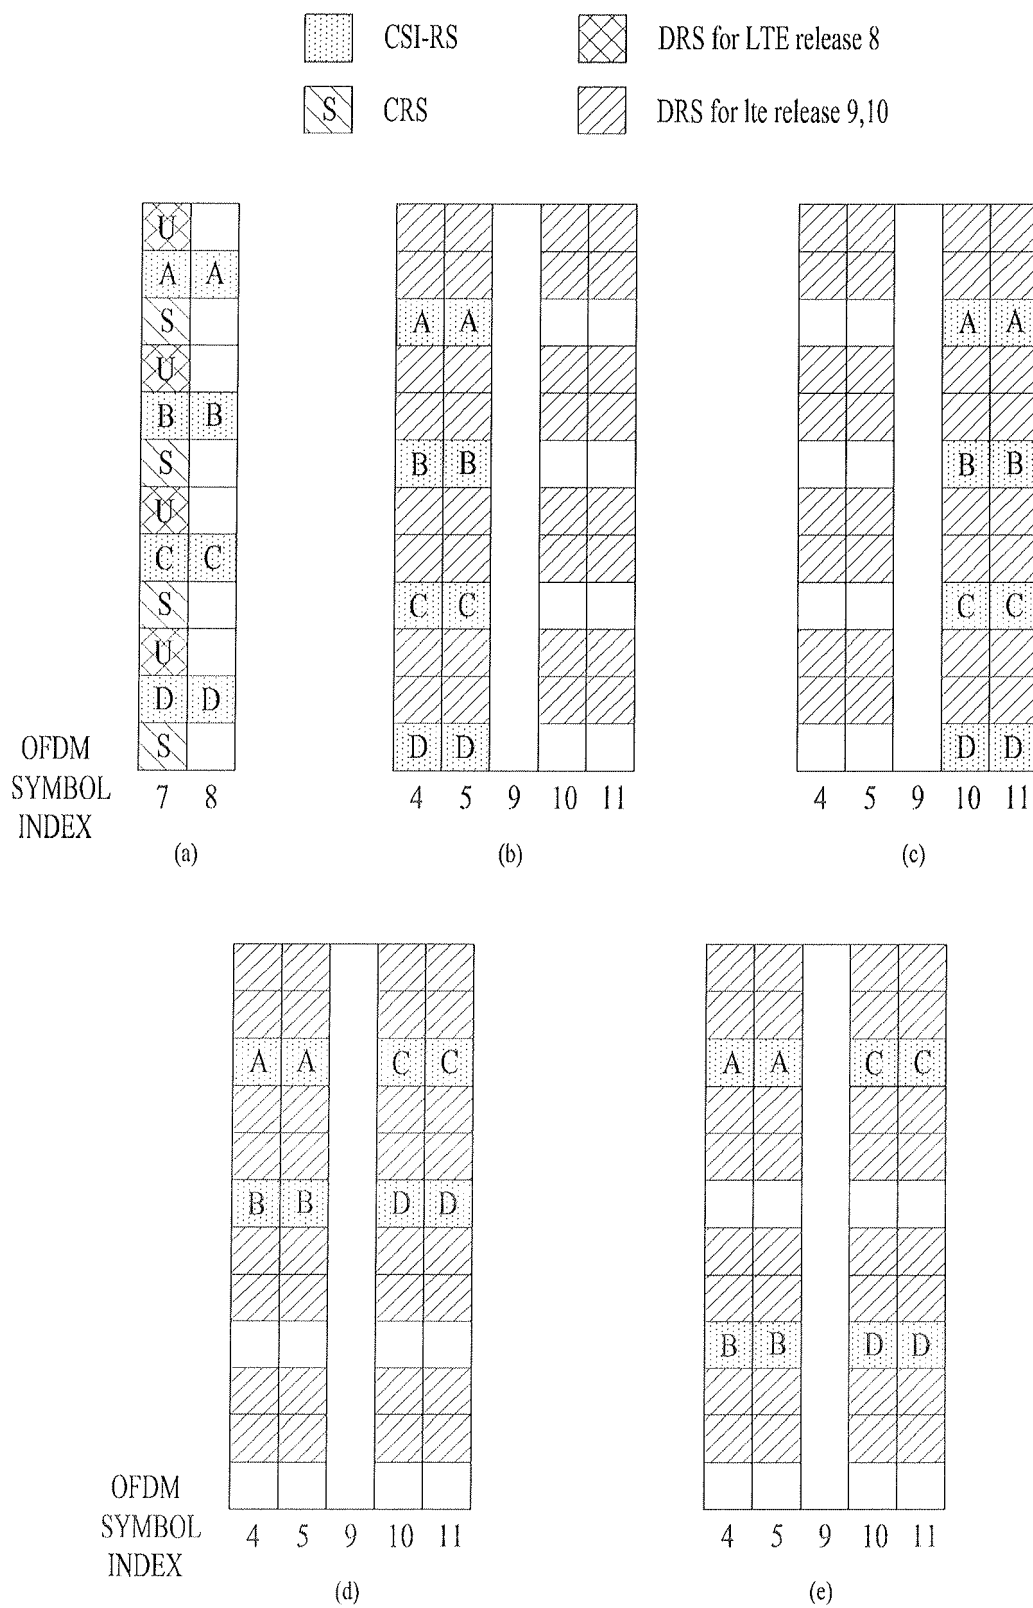 CSI-RS
DRS for LTE release 8
S
CRS
DRS for lte release 9,10
U
A A
S
U
B B
S
U
C C
S
U
D D
S
A A
B B
C C
D D
A A
B B
C C
D D
OFDM
SYMBOL
INDEX
7 8
4 5 9 10 11
4 5 9 10 11
(a)
(b)
(c)
A A C C
B B D D
A A C C
B B D D
OFDM
SYMBOL
INDEX
4 5 9 10 11
4 5 9 10 11
(d)
(e)